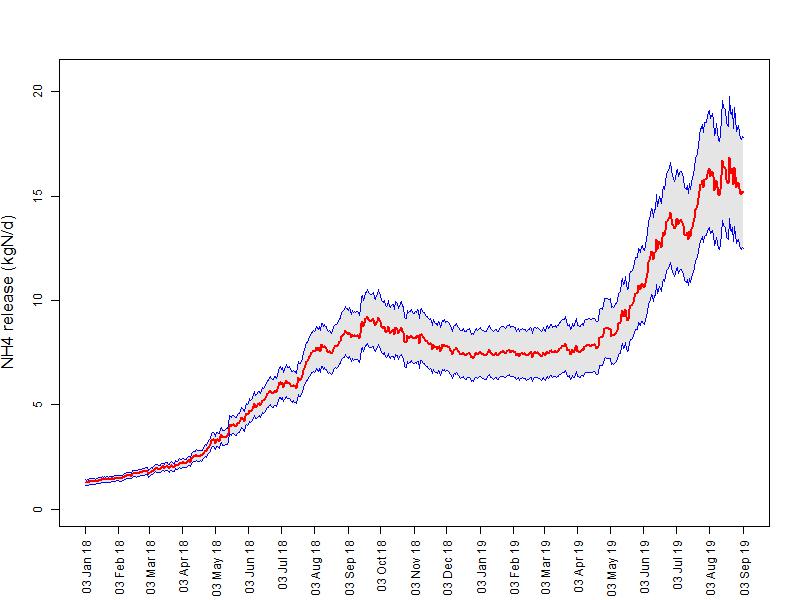 NH4 release (kgN/d)
20
15
10
5
0
03 Jan 18
03 Feb 18
03 Mar 18
03 Apr 18
03 May 18
03 Jun 18
03 Jul 18
03 Aug 18
03 Sep 18
03 Oct 18
03 Nov 18
03 Dec 18
03 Jan 19
03 Feb 19
03 Mar 19
03 Apr 19
03 May 19
03 Jun 19
03 Jul 19
03 Aug 19
03 Sep 19